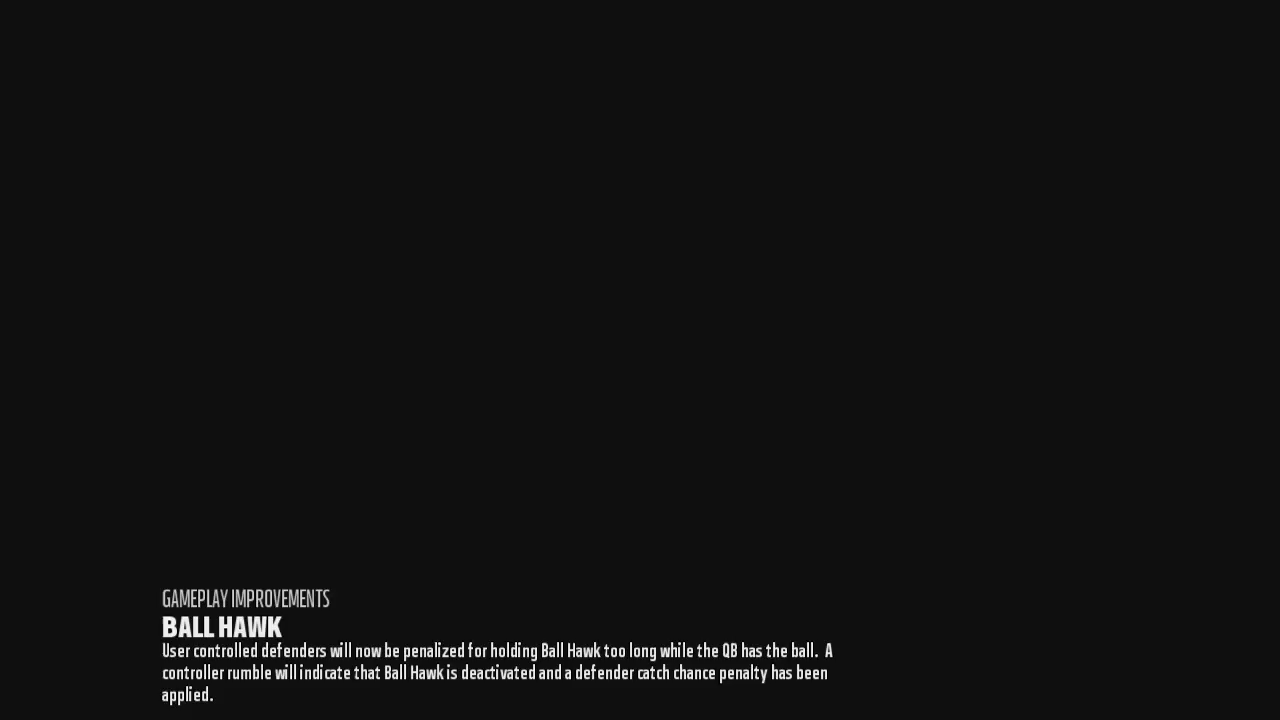 GAMEPLAY IMPROVEMENTS
BALL HAWK
User controlled defenders will now be penalized for holding Ball Hawk too long while the QB has the ball.  A
controller rumble will indicate that Ball Hawk is deactivated and a defender catch chance penalty has been
applied.